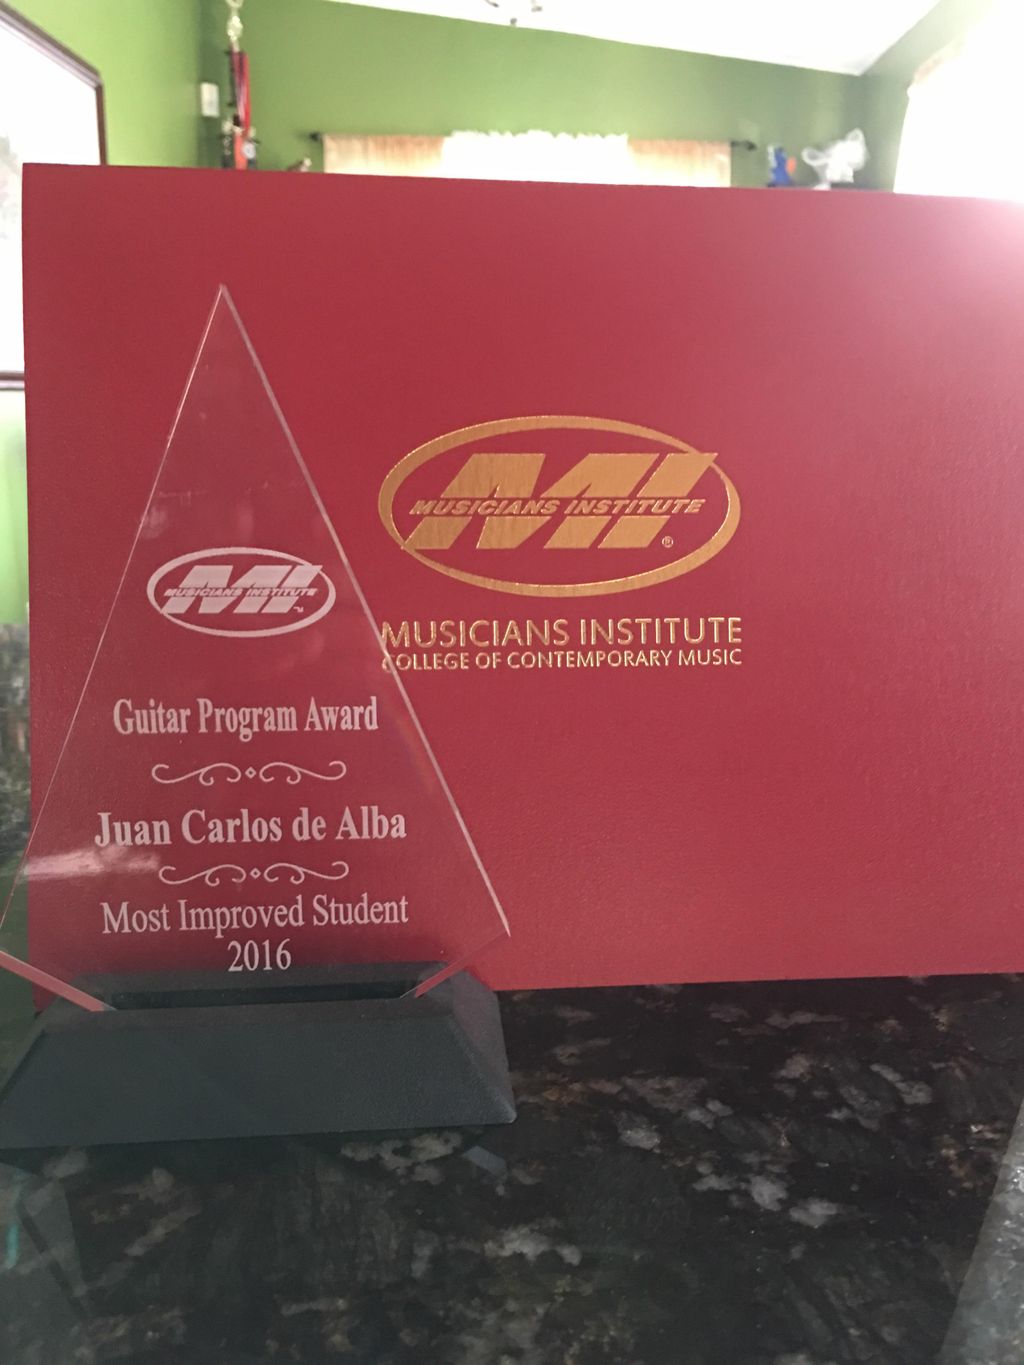 MUSICIANS INSTITUTE
Guitar Program Award
Juan Carlos de Alba
Most Improved Student
2016
MI
MUSICIANS INSTITUTE
®
MUSICIANS INSTITUTE
COLLEGE OF CONTEMPORARY MUSIC